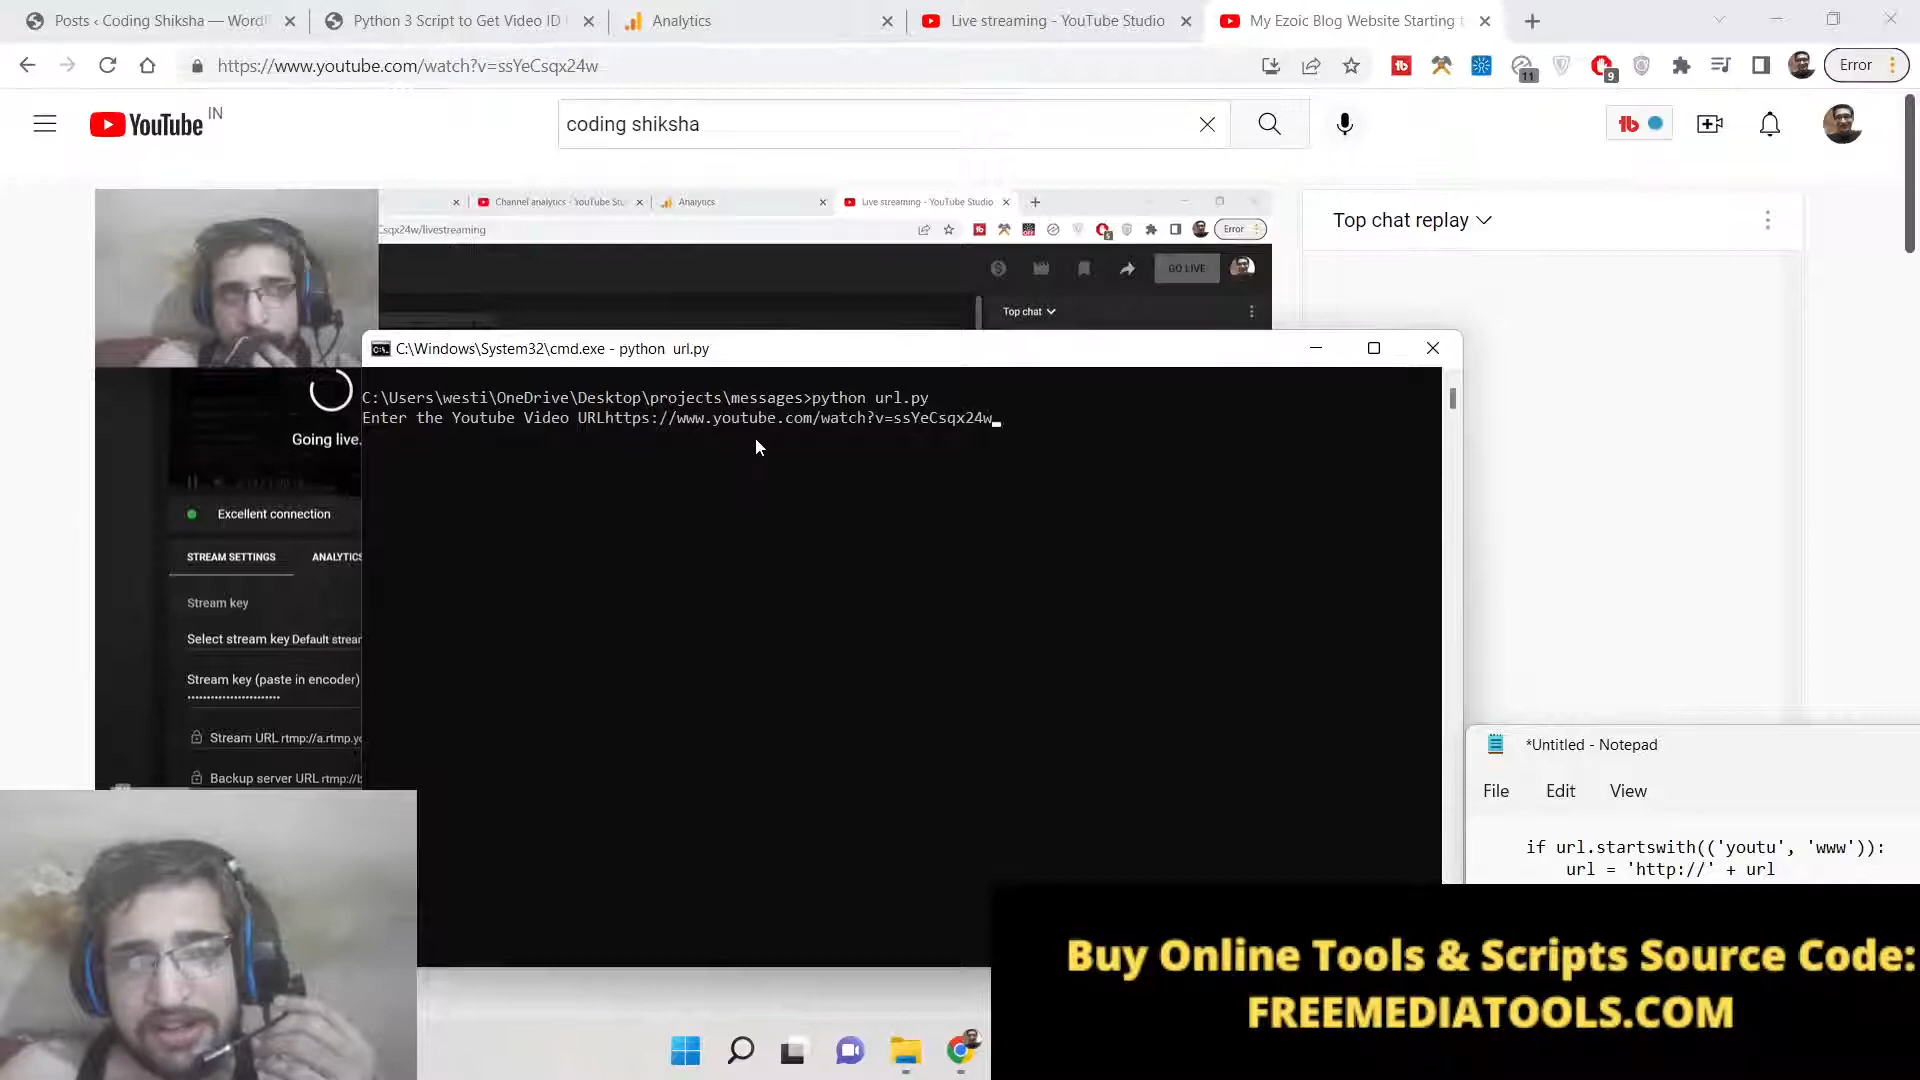 Posts ‹ Coding Shiksha — Word
Python 3 Script to Get Video ID
Analytics
Live streaming - YouTube Studio
My Ezoic Blog Website Starting t
https://www.youtube.com/watch?v=ssYeCsqx24w
11
9
Error
YouTube IN
coding shiksha
tb
Channel analytics - YouTube Stu
Analytics
Live streaming - YouTube Studio
Csqx24w/livestreaming
Error
GO LIVE
Top chat
Top chat replay
C:\Windows\System32\cmd.exe - python url.py
C:\Users\westi\OneDrive\Desktop\projects\messages>python url.py
Enter the Youtube Video URLhttps://www.youtube.com/watch?v=ssYeCsqx24w
Going live.
Excellent connection
STREAM SETTINGS
ANALYTICS
Stream key
Select stream key Default strear
Stream key (paste in encoder)
Stream URL rtmp://a.rtmp.yo
Backup server URL rtmp://b
*Untitled - Notepad
File
Edit
View
if url.startswith(('youtu', 'www')):
url = 'http://' + url
Buy Online Tools & Scripts Source Code:
FREEMEDIATOOLS.COM